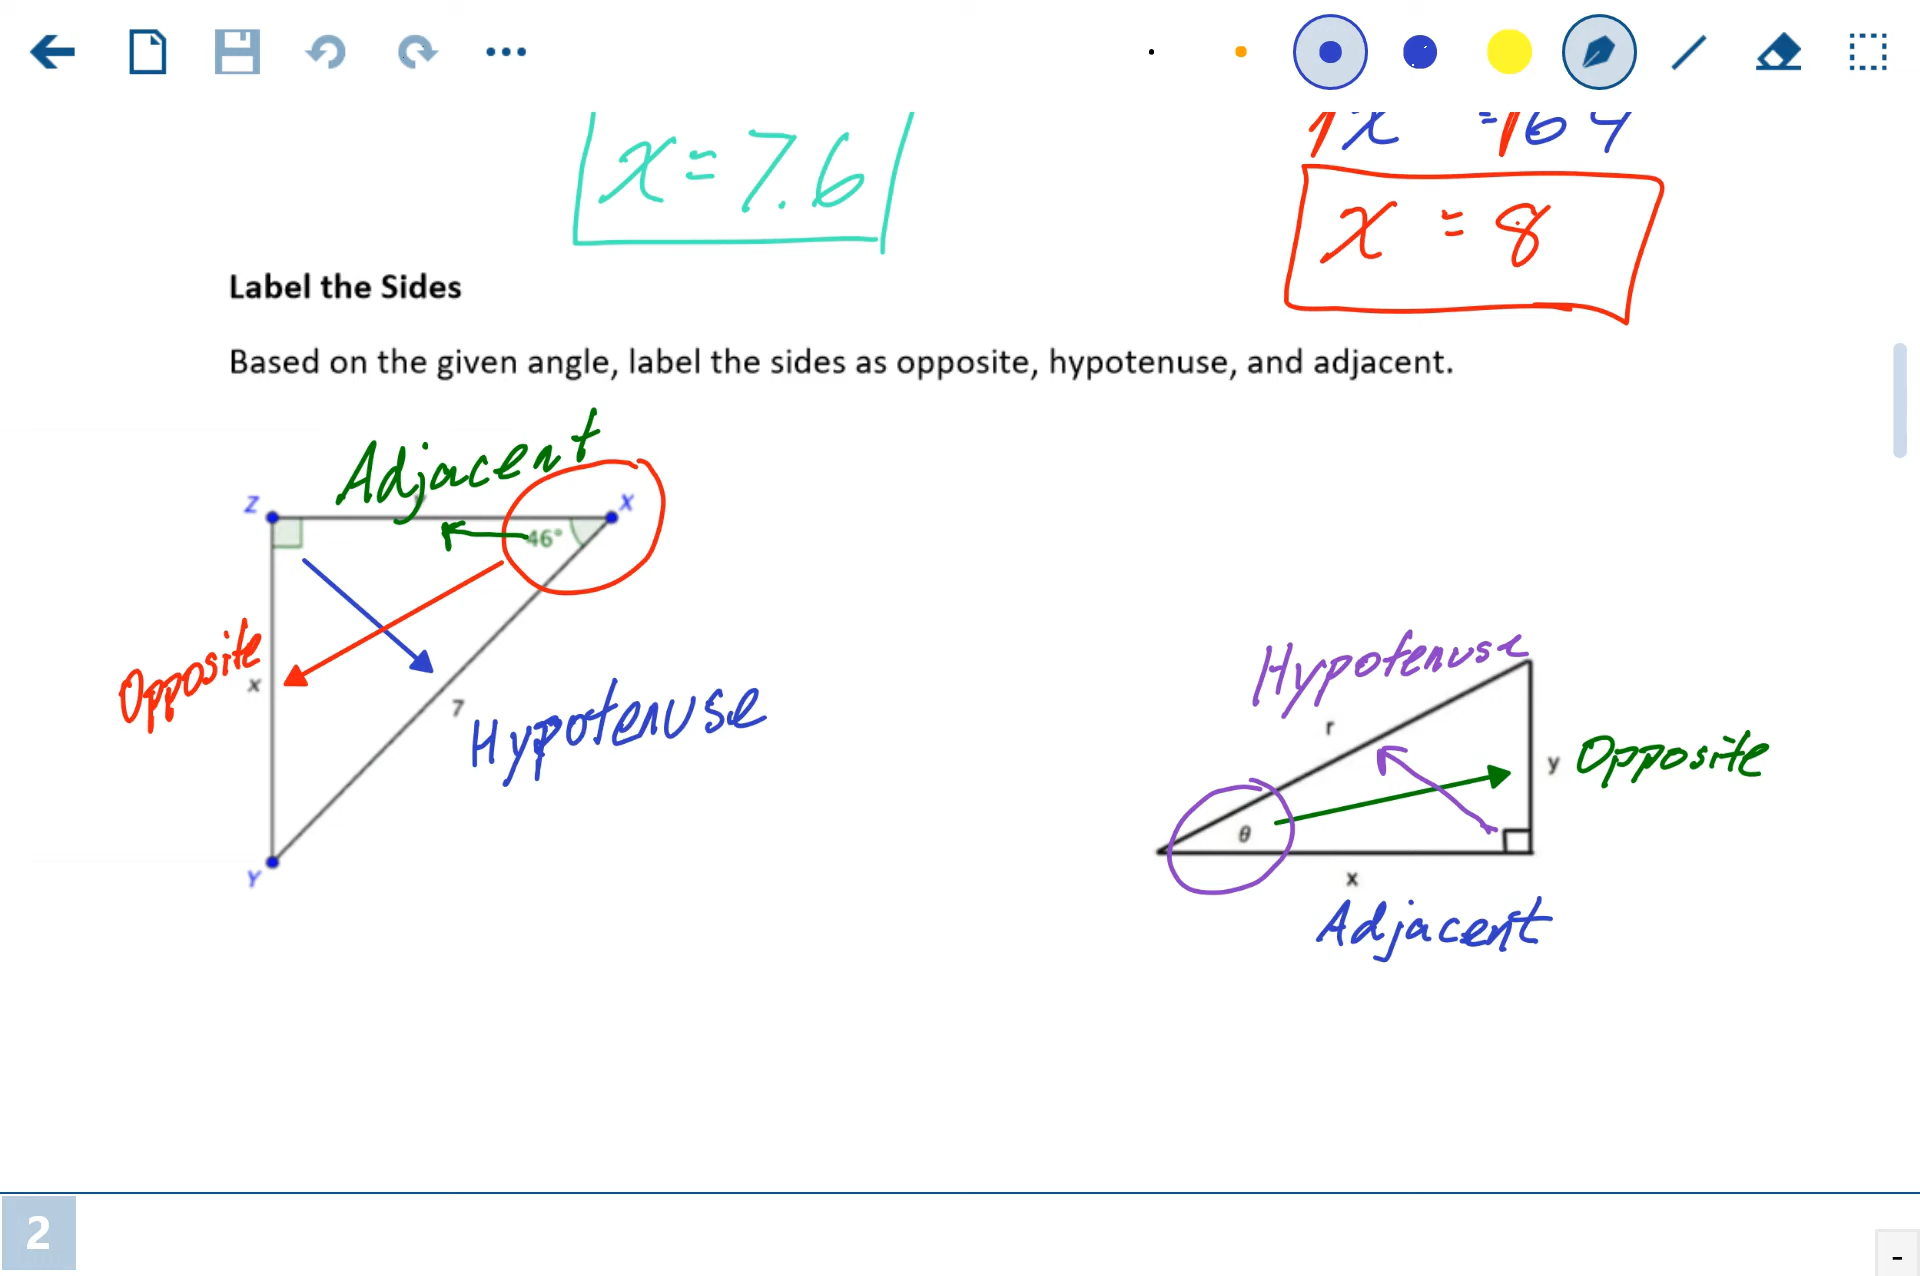 x = 7.6
x = 8
Label the Sides
Based on the given angle, label the sides as opposite, hypotenuse, and adjacent.
Adjacent
Z
X
46°
Opposite
x
7
Hypotenuse
Y
Hypotenuse
r
y Opposite
θ
x
Adjacent
2